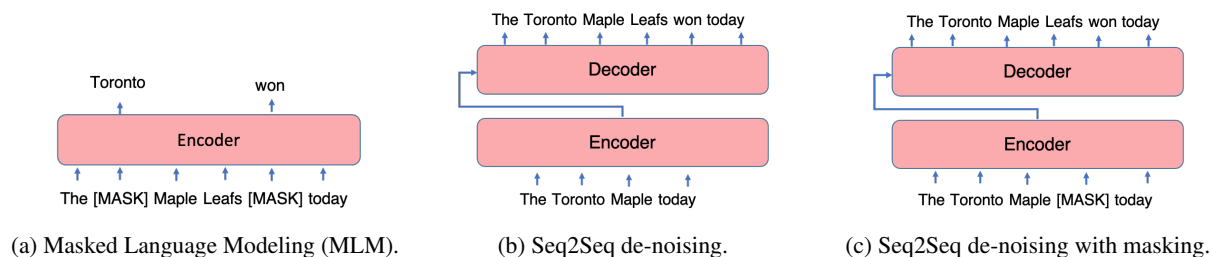 Toronto
won
Encoder
The [MASK] Maple Leafs [MASK] today
(a) Masked Language Modeling (MLM).
The Toronto Maple Leafs won today
Decoder
Encoder
The Toronto Maple today
(b) Seq2Seq de-noising.
The Toronto Maple Leafs won today
Decoder
Encoder
The Toronto Maple [MASK] today
(c) Seq2Seq de-noising with masking.